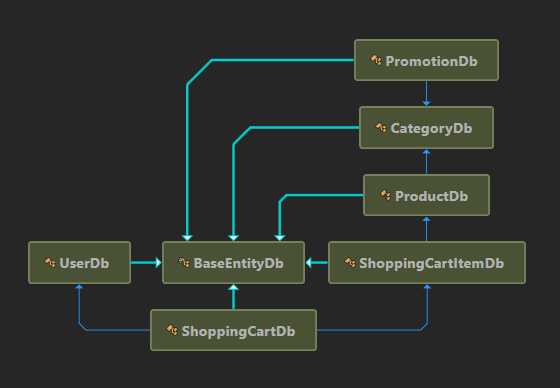 PromotionDb
CategoryDb
ProductDb
UserDb
BaseEntityDb
ShoppingCartItemDb
ShoppingCartDb